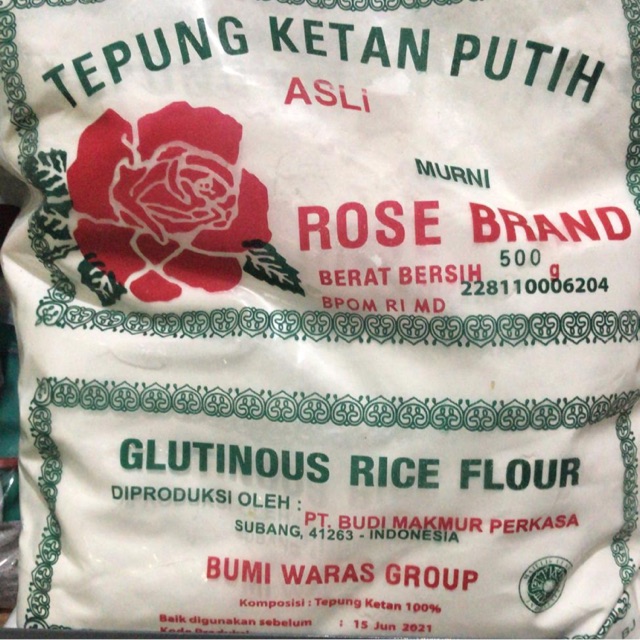 TEPUNG KETAN PUTIH
ASLi
MURNI
ROSE BRAND
BERAT BERSIH 500 g
BPOM RI MD 228110006204
GLUTINOUS RICE FLOUR
DIPRODUKSI OLEH :
PT. BUDI MAKMUR PERKASA
SUBANG, 41263 - INDONESIA
BUMI WARAS GROUP
Komposisi : Tepung Ketan 100%
Baik digunakan sebelum : 15 Jun 2021